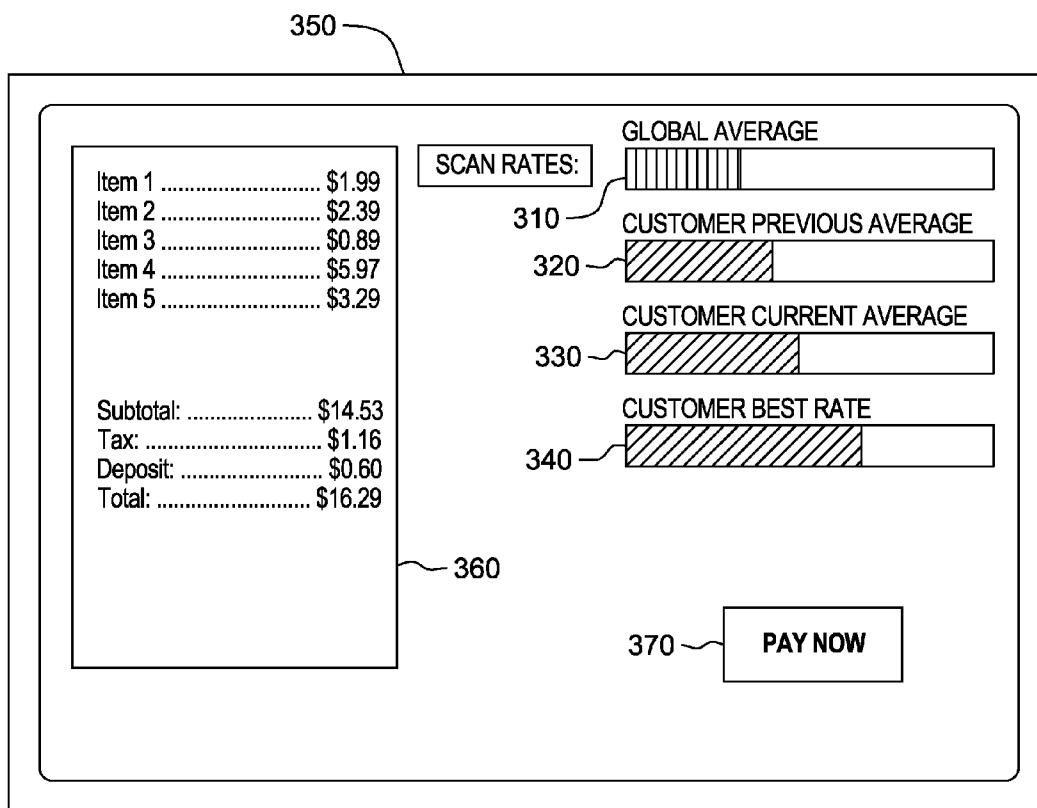 350
Item 1 ............................. $1.99
Item 2 ............................. $2.39
Item 3 ............................. $0.89
Item 4 ............................. $5.97
Item 5 ............................. $3.29
Subtotal: ...................... $14.53
Tax: ................................ $1.16
Deposit: .......................... $0.60
Total: ............................ $16.29
360
SCAN RATES:
GLOBAL AVERAGE
310
CUSTOMER PREVIOUS AVERAGE
320
CUSTOMER CURRENT AVERAGE
330
CUSTOMER BEST RATE
340
370
PAY NOW